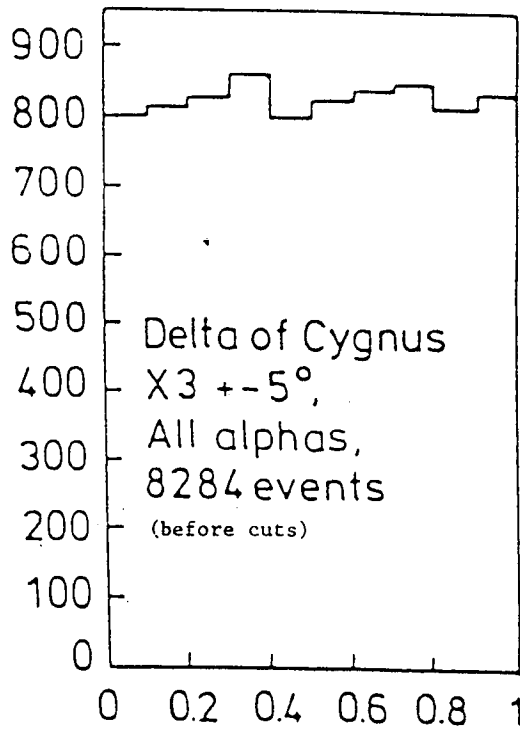 900
800
700
600
500
400
300
200
100
0
Delta of Cygnus
X3 +-5°,
All alphas,
8284 events
(before cuts)
0 0.2 0.4 0.6 0.8 1